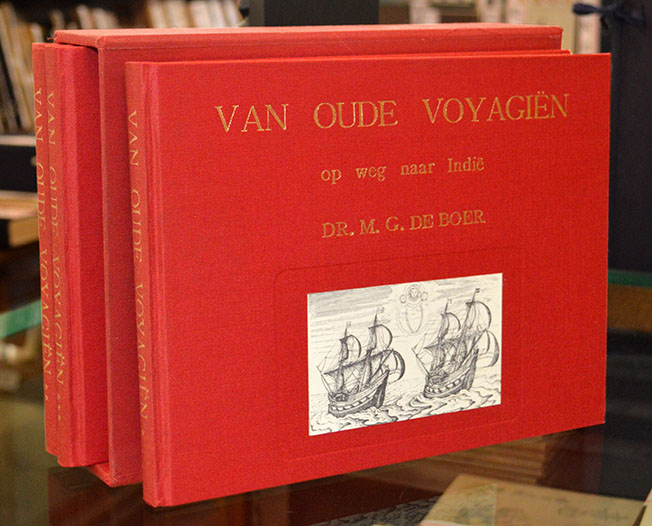 VAN OUDE VOYAGIËN
op weg naar Indië
DR. M. G. DE BOER
VAN OUDE VOYAGIËN.
VAN OUDE VOYAGIËN...
VAN OUDE VOYAGIËN..